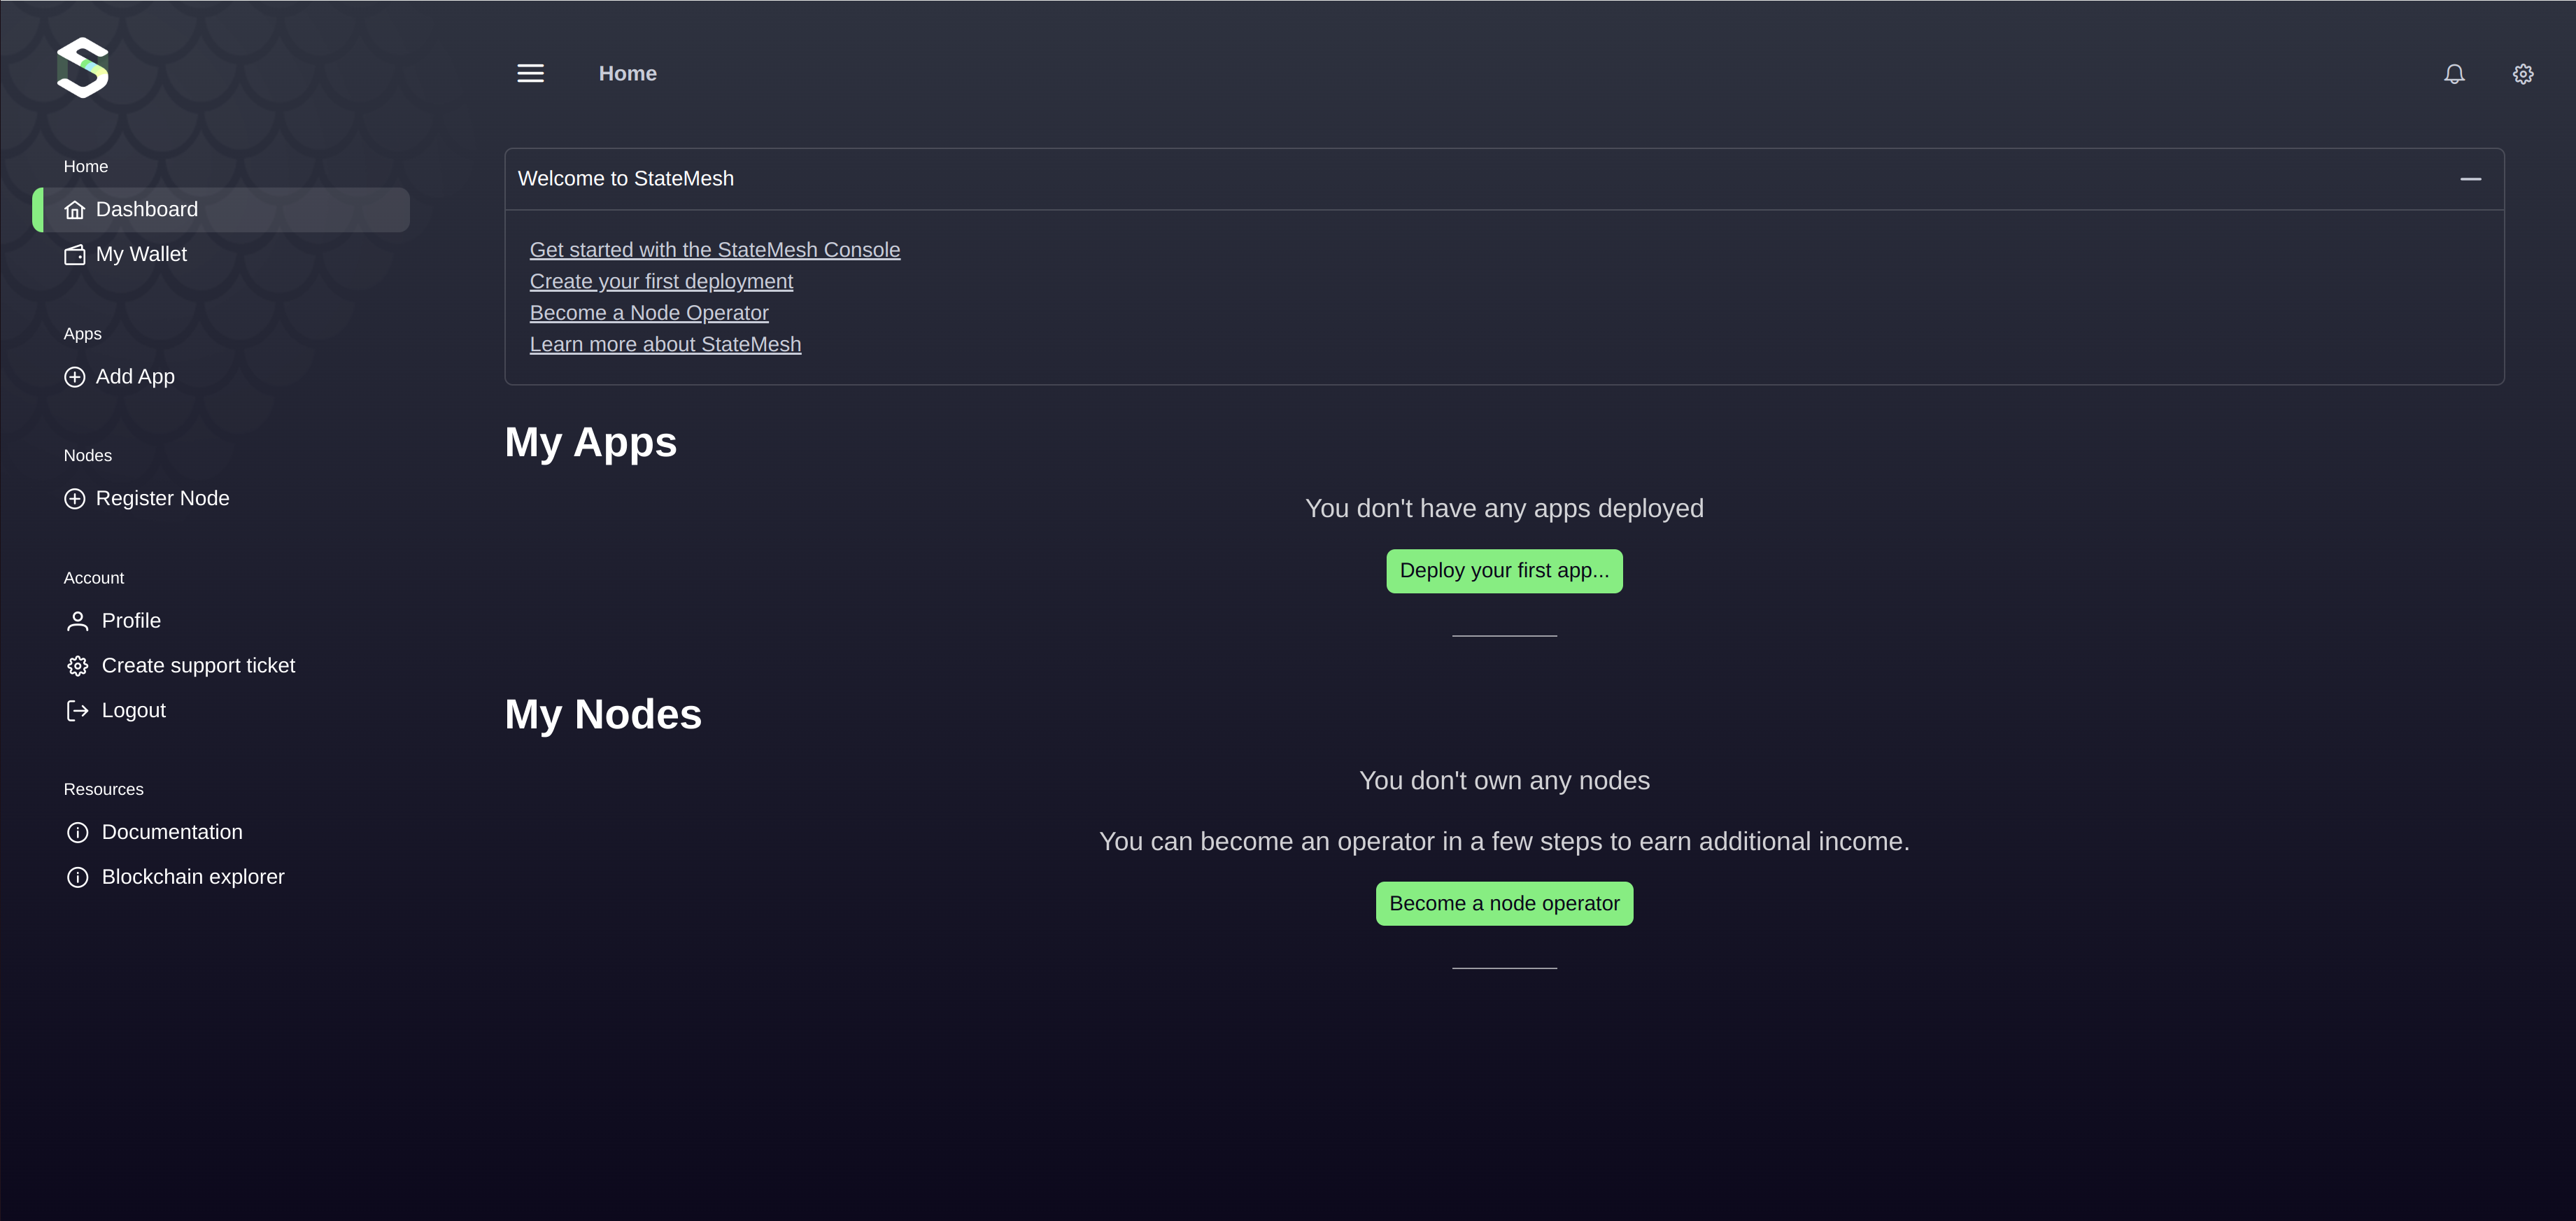 Home
Dashboard
My Wallet
Apps
Add App
Nodes
Register Node
Account
Profile
Create support ticket
Logout
Resources
Documentation
Blockchain explorer
Home
Welcome to StateMesh
Get started with the StateMesh Console
Create your first deployment
Become a Node Operator
Learn more about StateMesh
My Apps
You don't have any apps deployed
Deploy your first app...
My Nodes
You don't own any nodes
You can become an operator in a few steps to earn additional income.
Become a node operator